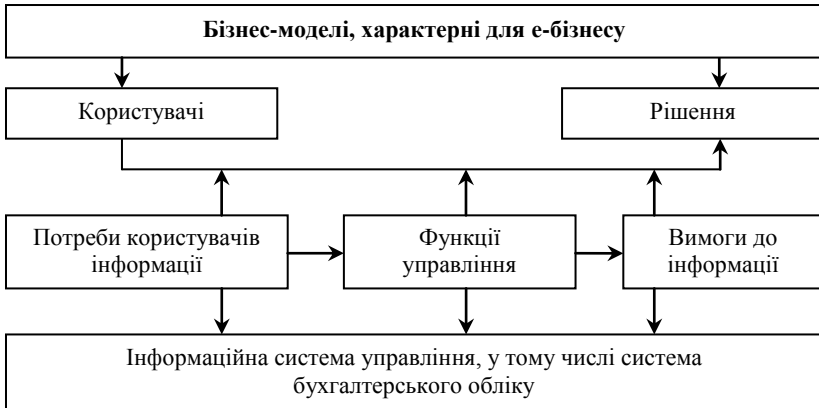 Бізнес-моделі, характерні для е-бізнесу
Користувачі
Рішення
Потреби користувачів
інформації
Функції
управління
Вимоги до
інформації
Інформаційна система управління, у тому числі система
бухгалтерського обліку